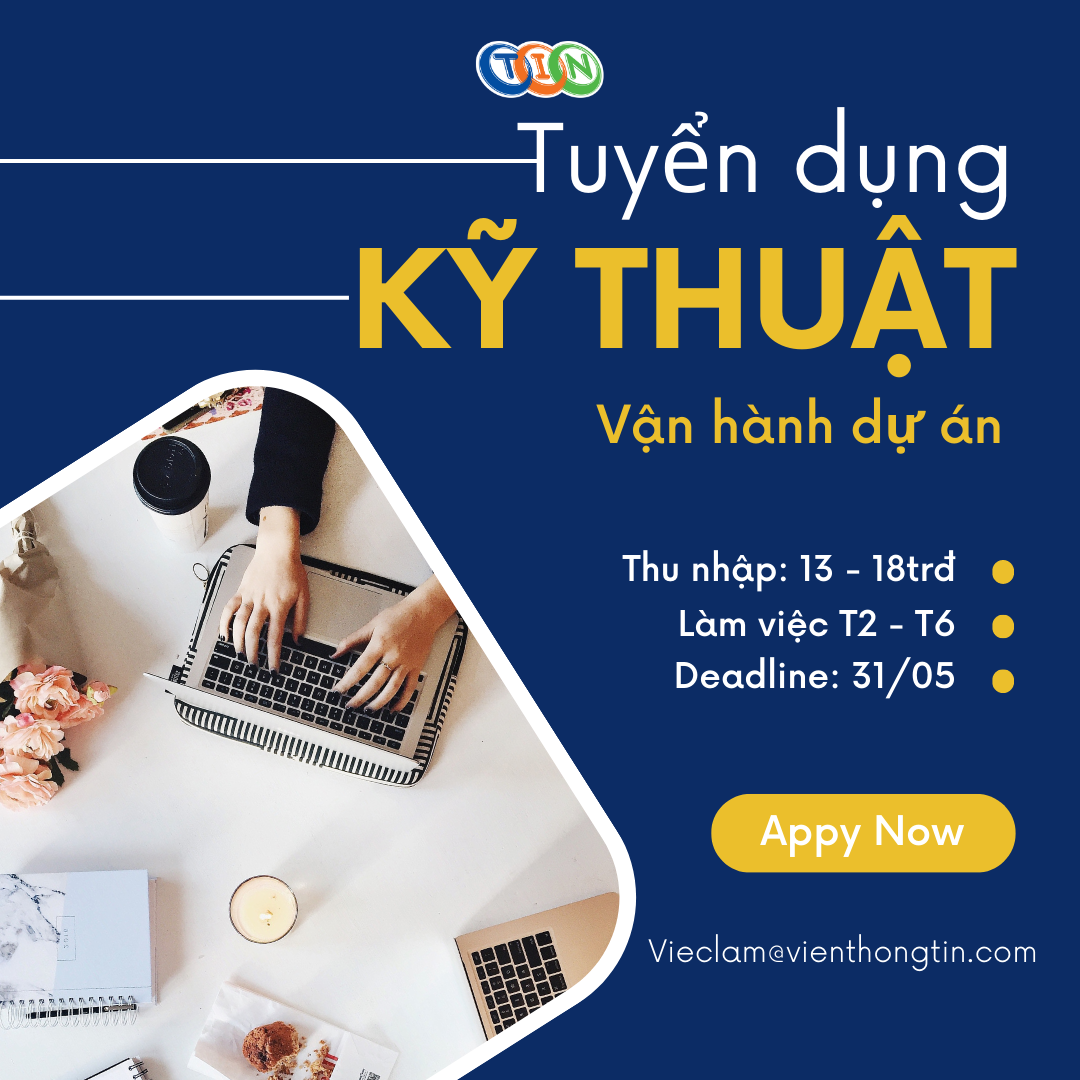 TIN
Tuyển dụng
KỸ THUẬT
Vận hành dự án
Thu nhập: 13 - 18trđ
Làm việc T2 - T6
Deadline: 31/05
Appy Now
Vieclam@vienthongtin.com